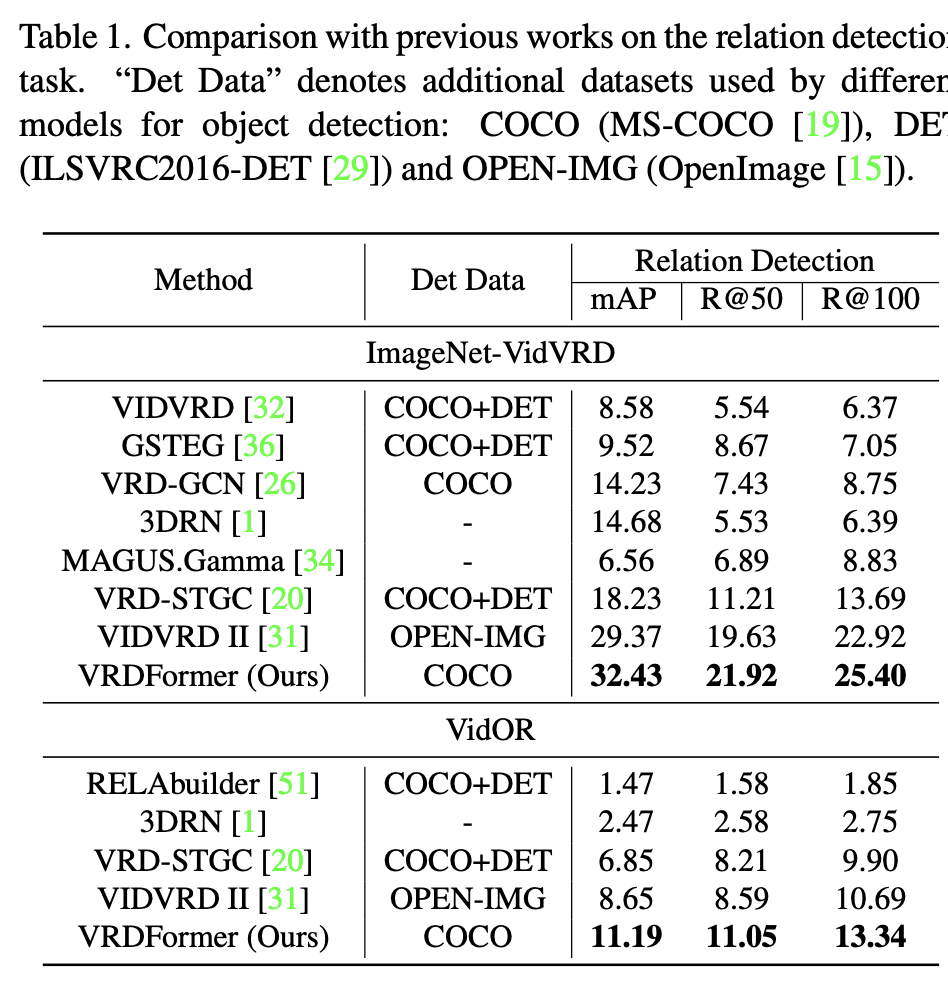 Table 1. Comparison with previous works on the relation detectio
task. “Det Data” denotes additional datasets used by differen
models for object detection: COCO (MS-COCO [19]), DET
(ILSVRC2016-DET [29]) and OPEN-IMG (OpenImage [15]).
Method Det Data Relation Detection
mAP R@50 R@100
ImageNet-VidVRD
VIDVRD [32] COCO+DET 8.58 5.54 6.37
GSTEG [36] COCO+DET 9.52 8.67 7.05
VRD-GCN [26] COCO 14.23 7.43 8.75
3DRN [1] - 14.68 5.53 6.39
MAGUS.Gamma [34] - 6.56 6.89 8.83
VRD-STGC [20] COCO+DET 18.23 11.21 13.69
VIDVRD II [31] OPEN-IMG 29.37 19.63 22.92
VRDFormer (Ours) COCO 32.43 21.92 25.40
VidOR
RELAbuilder [51] COCO+DET 1.47 1.58 1.85
3DRN [1] - 2.47 2.58 2.75
VRD-STGC [20] COCO+DET 6.85 8.21 9.90
VIDVRD II [31] OPEN-IMG 8.65 8.59 10.69
VRDFormer (Ours) COCO 11.19 11.05 13.34